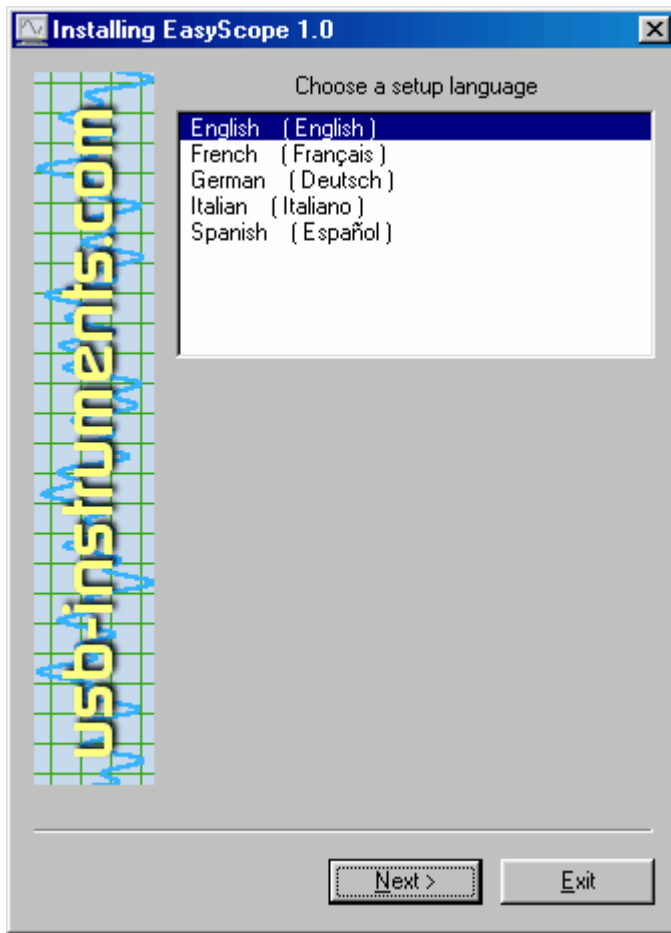 Installing EasyScope 1.0
usb-instruments.com
Choose a setup language
English ( English )
French ( Français )
German ( Deutsch )
Italian ( Italiano )
Spanish ( Español )
Next >
Exit